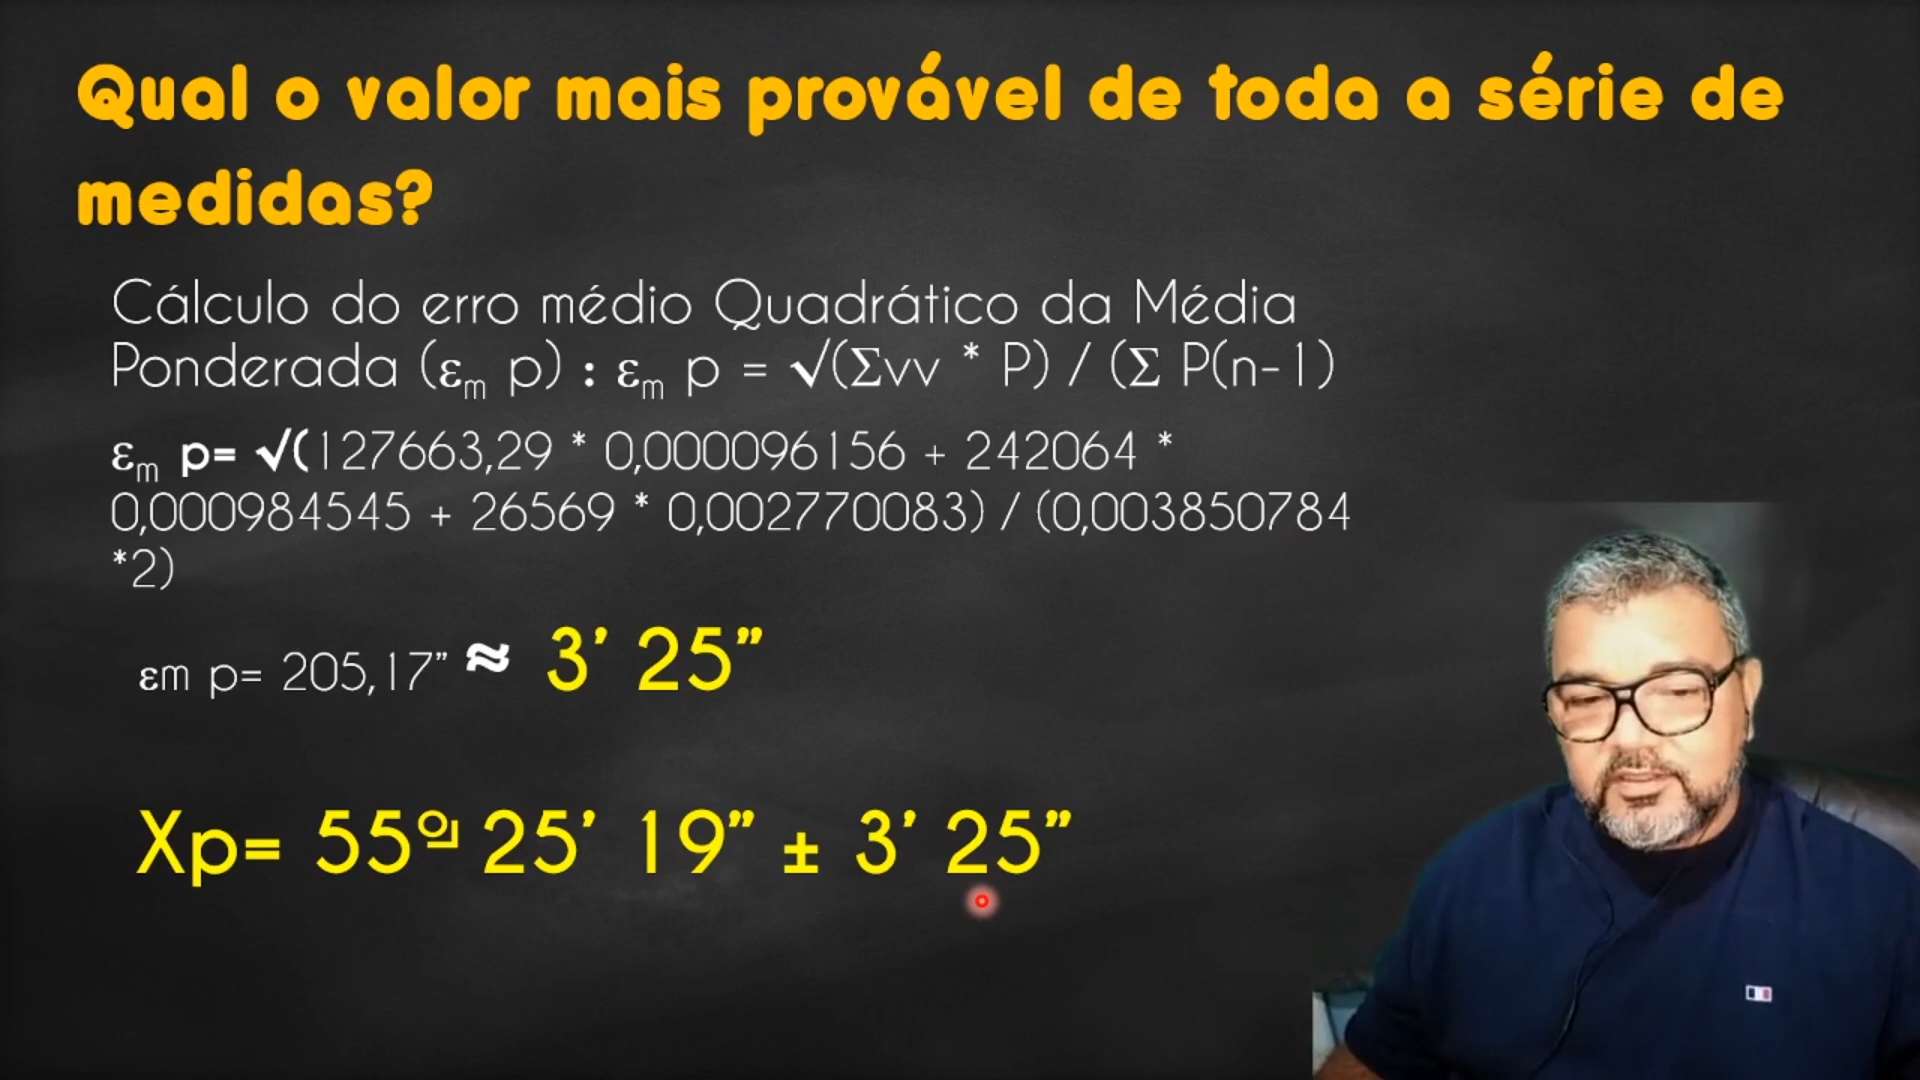 Qual o valor mais provável de toda a série de
medidas?
Cálculo do erro médio Quadrático da Média
Ponderada (εm p) : εm p = √(Σvv * P) / (Σ P(n-1)
εm p= √(127663,29 * 0,000096156 + 242064 *
0,000984545 + 26569 * 0,002770083) / (0,003850784
*2)
εm p= 205,17” ≈ 3’ 25”
Xp= 55º 25’ 19” ± 3’ 25”